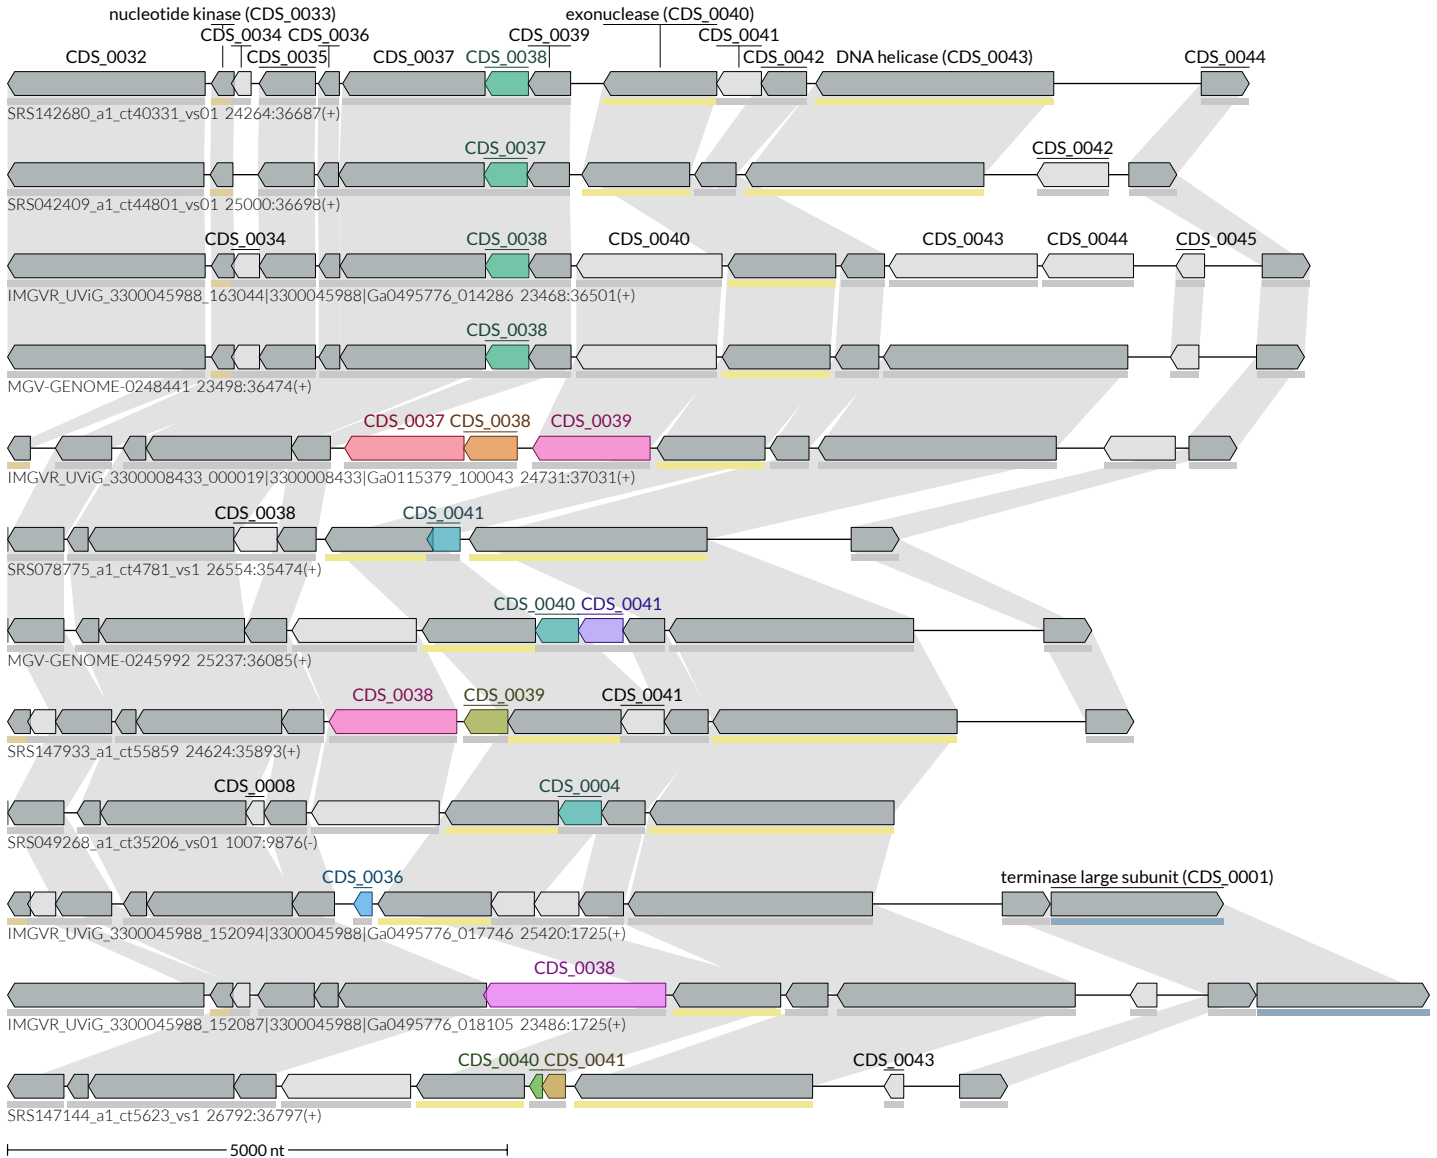 nucleotide kinase (CDS_0033) exonuclease (CDS_0040)
CDS_0034 CDS_0036 CDS_0039 CDS_0041
CDS_0032 CDS_0035 CDS_0037 CDS_0038 CDS_0042 DNA helicase (CDS_0043) CDS_0044
SRS142680_a1_ct40331_vs01 24264:36687(+)
CDS_0037 CDS_0042
SRS042409_a1_ct44801_vs01 25000:36698(+)
CDS_0034 CDS_0038 CDS_0040 CDS_0043 CDS_0044 CDS_0045
IMGVR_UViG_3300045988_163044|3300045988|Ga0495776_014286 23468:36501(+)
CDS_0038
MGV-GENOME-0248441 23498:36474(+)
CDS_0037 CDS_0038 CDS_0039
IMGVR_UViG_3300008433_000019|3300008433|Ga0115379_100043 24731:37031(+)
CDS_0038 CDS_0041
SRS078775_a1_ct4781_vs1 26554:35474(+)
CDS_0040 CDS_0041
MGV-GENOME-0245992 25237:36085(+)
CDS_0038 CDS_0039 CDS_0041
SRS147933_a1_ct55859 24624:35893(+)
CDS_0008 CDS_0004
SRS049268_a1_ct35206_vs01 1007:9876(-)
CDS_0036 terminase large subunit (CDS_0001)
IMGVR_UViG_3300045988_152094|3300045988|Ga0495776_017746 25420:1725(+)
CDS_0038
IMGVR_UViG_3300045988_152087|3300045988|Ga0495776_018105 23486:1725(+)
CDS_0040 CDS_0041 CDS_0043
SRS147144_a1_ct5623_vs1 26792:36797(+)
5000 nt